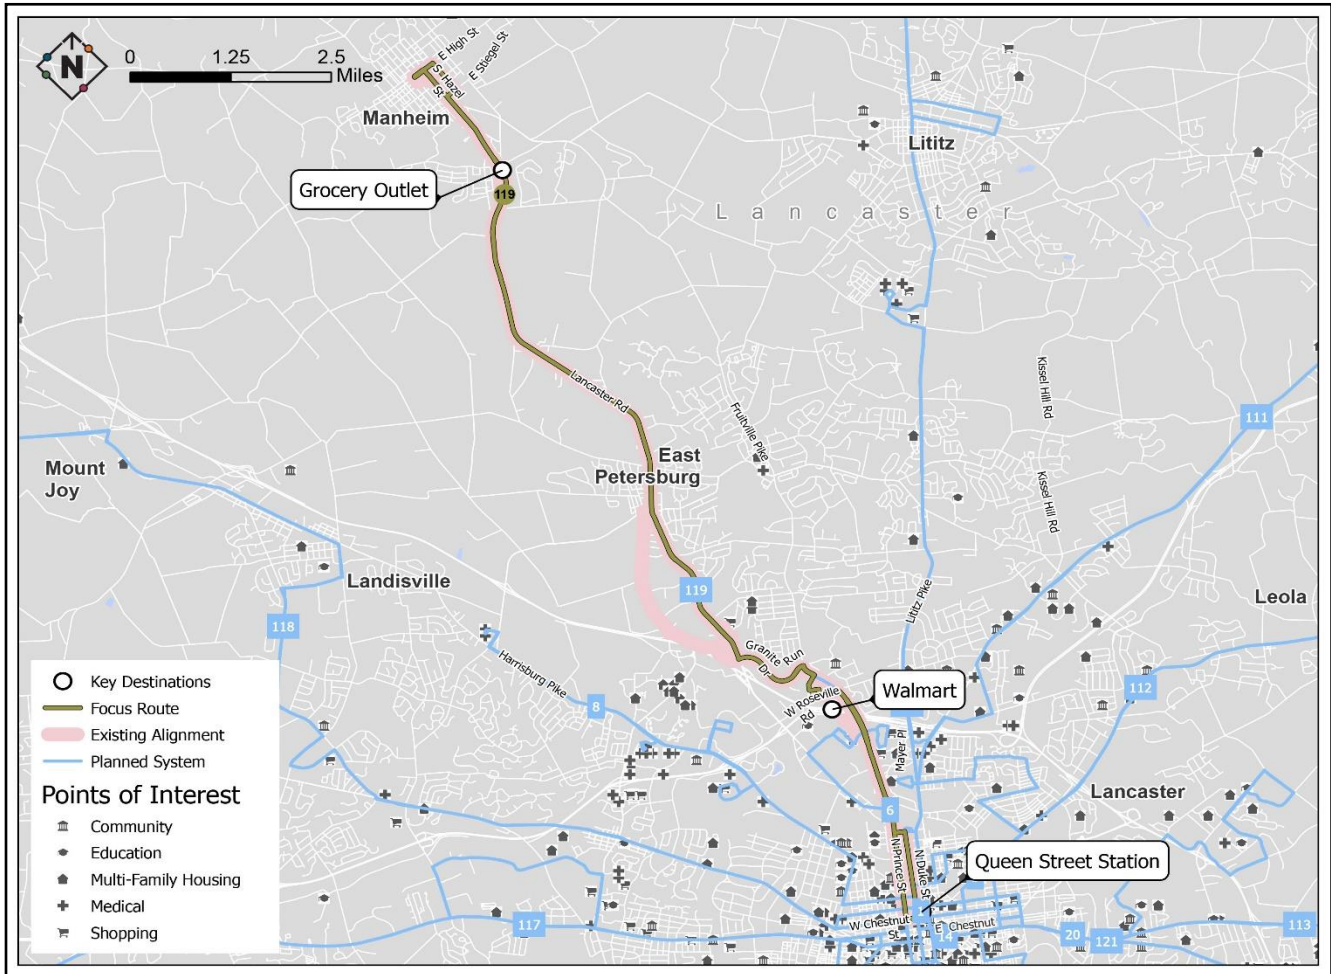 N
0 1.25 2.5
Miles
E High St
S Hazel
St
E Stiegel St
Manheim
Grocery Outlet
119
Lititz
Lancaster
Lancaster Rd
Fruitville Pike
Kissel Hill Rd
111
East
Petersburg
Mount
Joy
Kissel Hill Rd
Landisville
119
Lititz Pike
Leola
118
Harrisburg Pike
Granite Run
Dr
Walmart
W Roseville
Rd
112
8
Mayer Pl
6
Lancaster
N Prince St
N Duke St
Queen Street Station
W Chestnut
St
E Chestnut
117
14
20
121
113
Key Destinations
Focus Route
Existing Alignment
Planned System
Points of Interest
Community
Education
Multi-Family Housing
Medical
Shopping